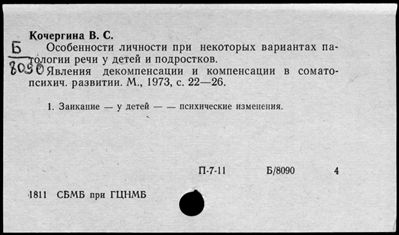 Кочергина В. С.
Б
8090
Особенности личности при некоторых вариантах па-
тологии речи у детей и подростков.
Явления декомпенсации и компенсации в сомато-
психич. развитии. М., 1973, с. 22—26.
1. Заикание — у детей — — психические изменения.
П-7-11 Б/8090 4
1811 СБМБ при ГЦНМБ